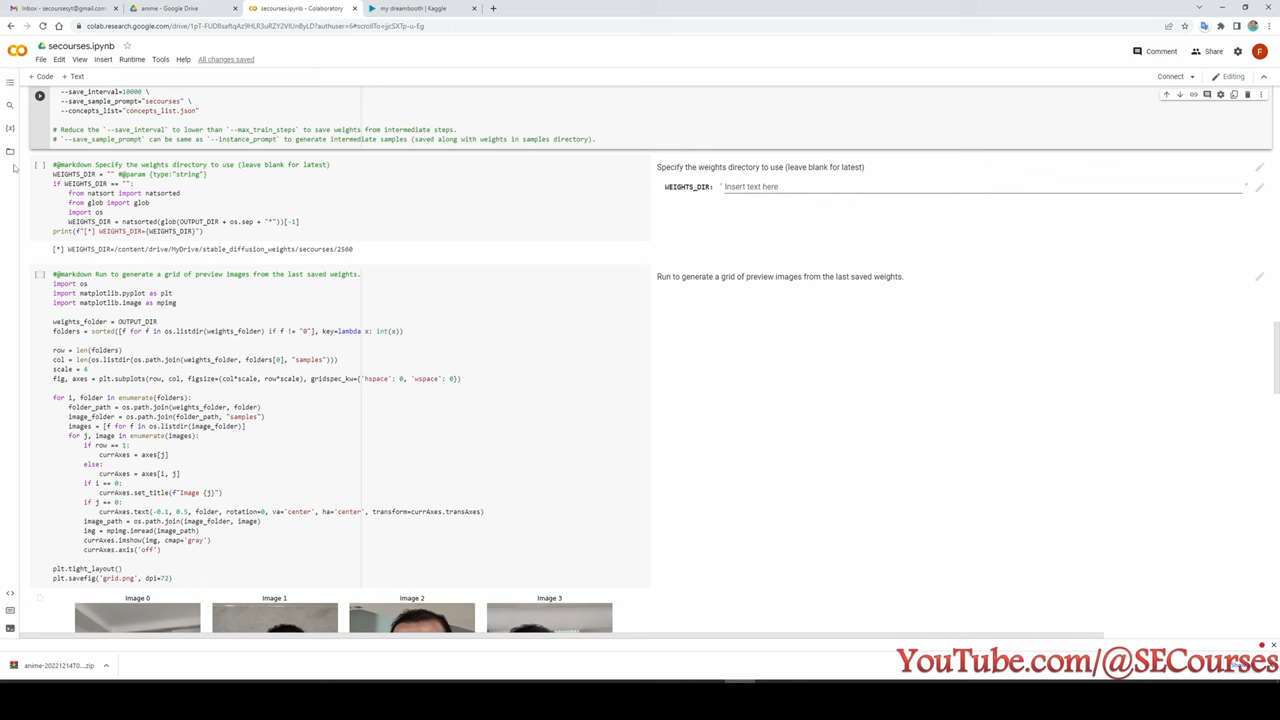 Inbox - secoursesyt@gmail.com
anime - Google Drive
secourses.ipynb - Colaboratory
my dreambooth | Kaggle
secourses.ipynb
File Edit View Insert Runtime Tools Help All changes saved
Comment Share F
+ Code + Text
Connect Editing
--save_interval=10000 \
--save_sample_prompt="secourses" \
--concepts_list="concepts_list.json"
# Reduce the `--save_interval` to lower than `--max_train_steps` to save weights from intermediate steps.
# `--save_sample_prompt` can be same as `--instance_prompt` to generate intermediate samples (saved along with weights in samples directory).
[ ] #@markdown Specify the weights directory to use (leave blank for latest)
WEIGHTS_DIR = "" #@param {type:"string"}
if WEIGHTS_DIR == "":
from natsort import natsorted
from glob import glob
import os
WEIGHTS_DIR = natsorted(glob(OUTPUT_DIR + os.sep + "*"))[-1]
print(f"[*] WEIGHTS_DIR={WEIGHTS_DIR}")
Specify the weights directory to use (leave blank for latest)
WEIGHTS_DIR: " Insert text here "
[*] WEIGHTS_DIR=/content/drive/MyDrive/stable_diffusion_weights/secourses/2560
[ ] #@markdown Run to generate a grid of preview images from the last saved weights.
import os
import matplotlib.pyplot as plt
import matplotlib.image as mpimg
weights_folder = OUTPUT_DIR
folders = sorted([f for f in os.listdir(weights_folder) if f != "0"], key=lambda x: int(x))
row = len(folders)
col = len(os.listdir(os.path.join(weights_folder, folders[0], "samples")))
scale = 4
fig, axes = plt.subplots(row, col, figsize=(col*scale, row*scale), gridspec_kw={'hspace': 0, 'wspace': 0})
for i, folder in enumerate(folders):
folder_path = os.path.join(weights_folder, folder)
image_folder = os.path.join(folder_path, "samples")
images = [f for f in os.listdir(image_folder)]
for j, image in enumerate(images):
if row == 1:
currAxes = axes[j]
else:
currAxes = axes[i, j]
if i == 0:
currAxes.set_title(f"Image {j}")
if j == 0:
currAxes.text(-0.1, 0.5, folder, rotation=0, va='center', ha='center', transform=currAxes.transAxes)
image_path = os.path.join(image_folder, image)
img = mpimg.imread(image_path)
currAxes.imshow(img, cmap='gray')
currAxes.axis('off')
plt.tight_layout()
plt.savefig('grid.png', dpi=72)
Run to generate a grid of preview images from the last saved weights.
Image 0 Image 1 Image 2 Image 3
anime-20221214T0....zip
YouTube.com/@SECourses